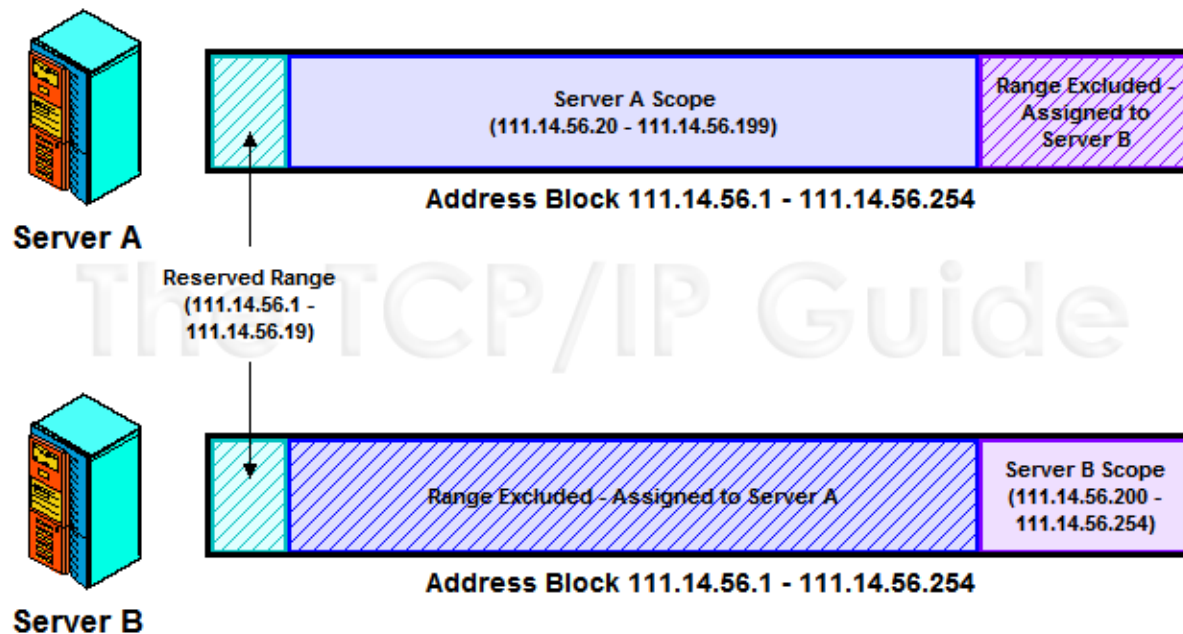 Server A Scope
(111.14.56.20 - 111.14.56.199)
Range Excluded -
Assigned to
Server B
Address Block 111.14.56.1 - 111.14.56.254
Server A
Reserved Range
(111.14.56.1 -
111.14.56.19)
The TCP/IP Guide
Range Excluded - Assigned to Server A
Server B Scope
(111.14.56.200 -
111.14.56.254)
Address Block 111.14.56.1 - 111.14.56.254
Server B